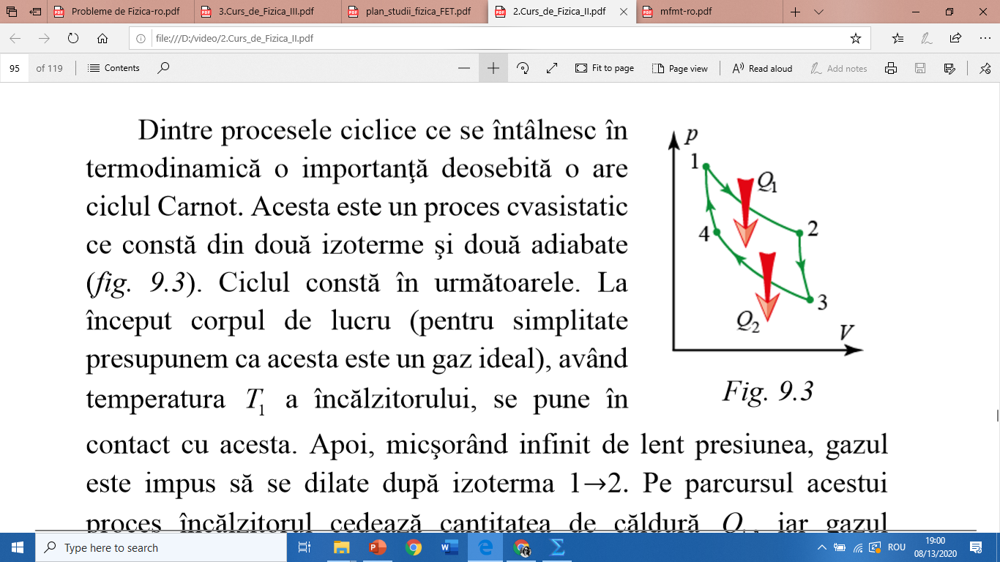 Probleme de Fizica-ro.pdf
3.Curs_de_Fizica_III.pdf
plan_studii_fizica_FET.pdf
2.Curs_de_Fizica_II.pdf
mfmt-ro.pdf
file:///D:/video/2.Curs_de_Fizica_II.pdf
95 of 119 Contents Fit to page Page view Read aloud Add notes
Dintre procesele ciclice ce se întâlnesc în
termodinamică o importanţă deosebită o are
ciclul Carnot. Acesta este un proces cvasistatic
ce constă din două izoterme şi două adiabate
(fig. 9.3). Ciclul constă în următoarele. La
început corpul de lucru (pentru simplitate
presupunem ca acesta este un gaz ideal), având
temperatura T₁ a încălzitorului, se pune în
contact cu acesta. Apoi, micşorând infinit de lent presiunea, gazul
este impus să se dilate după izoterma 1→2. Pe parcursul acestui
proces încălzitorul cedează cantitatea de căldură Q₁, iar gazul
p
1
Q₁
2
4
3
Q₂
V
Fig. 9.3
Type here to search
ROU
19:00
08/13/2020